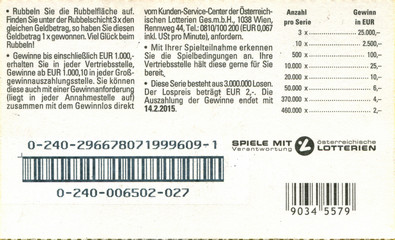 • Rubbeln Sie die Rubbelfläche auf.
Finden Sie unter der Rubbelschicht 3 x den
gleichen Geldbetrag, so haben Sie diesen
Geldbetrag 1 x gewonnen. Viel Glück beim
Rubbeln!
• Gewinne bis einschließlich EUR 1.000,-
erhalten Sie in jeder Vertriebsstelle,
Gewinne ab EUR 1.000,10 in jeder Groß-
gewinnauszahlungsstelle. Sie können
diese auch mit einer Gewinnanforderung
(liegt in jeder Annahmestelle auf)
zusammen mit dem Gewinnlos direkt
vom Kunden-Service-Center der Österreich-
ischen Lotterien Ges.m.b.H., 1038 Wien,
Rennweg 44, Tel.: 0810/100 200 (EUR 0,067
inkl. USt pro Minute), anfordern.
• Mit Ihrer Spielteilnahme erkennen
Sie die Spielbedingungen an. Ihre
Vertriebsstelle hält diese gerne für Sie
bereit.
• Diese Serie besteht aus 3.000.000 Losen.
Der Lospreis beträgt EUR 2,-. Die
Auszahlung der Gewinne endet mit
14.2.2015.
Anzahl Gewinn
pro Serie in EUR
3 x 25.000,–
10 x 2.500,–
500 x 100,–
10.000 x 25,–
20.000 x 10,–
50.000 x 6,–
370.000 x 4,–
460.000 x 2,–
0-240-296678071999609-1
0-240-006502-027
SPIELE MIT
Verantwortung
österreichische
LOTTERIEN
9034 5579